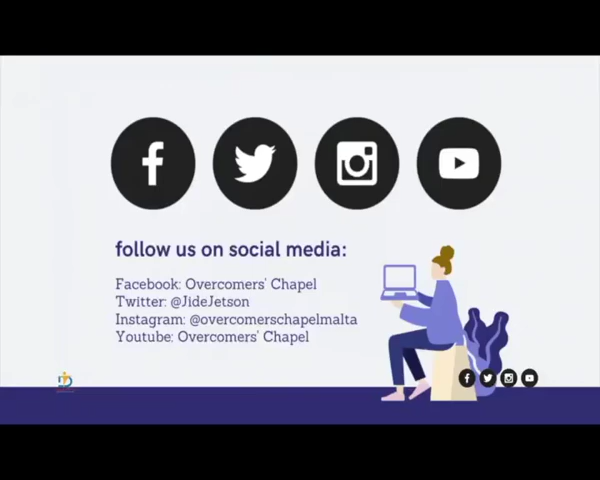 follow us on social media:
Facebook: Overcomers' Chapel
Twitter: @JideJetson
Instagram: @overcomerschapelmalta
Youtube: Overcomers' Chapel